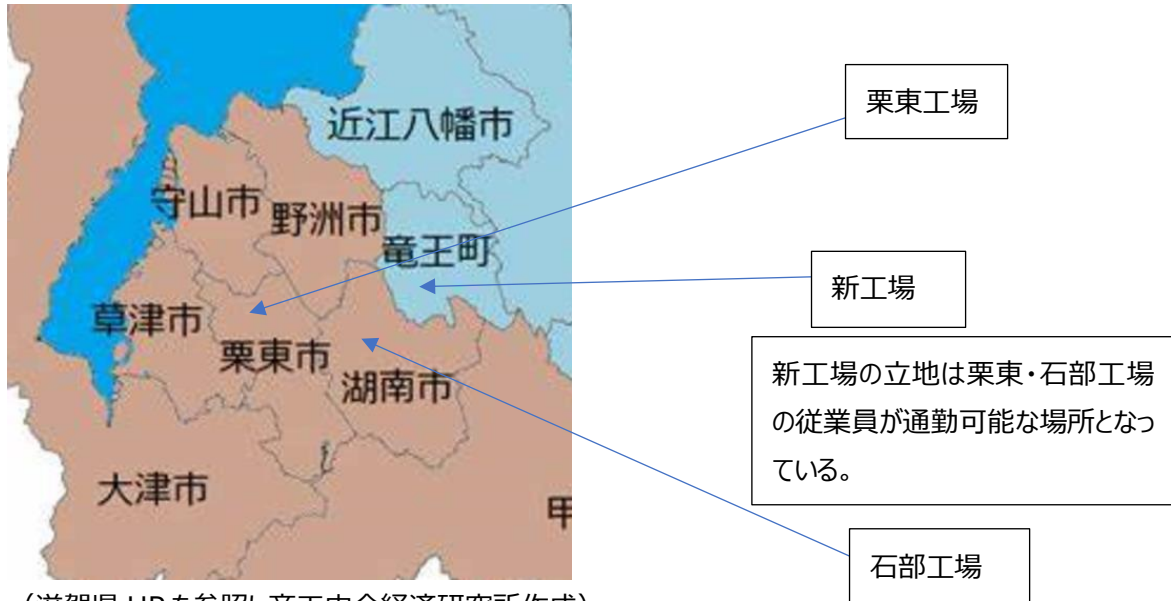 栗東工場
近江八幡市
守山市
野洲市
竜王町
新工場
草津市
栗東市
湖南市
新工場の立地は栗東・石部工場
の従業員が通勤可能な場所となっ
ている。
大津市
甲
石部工場